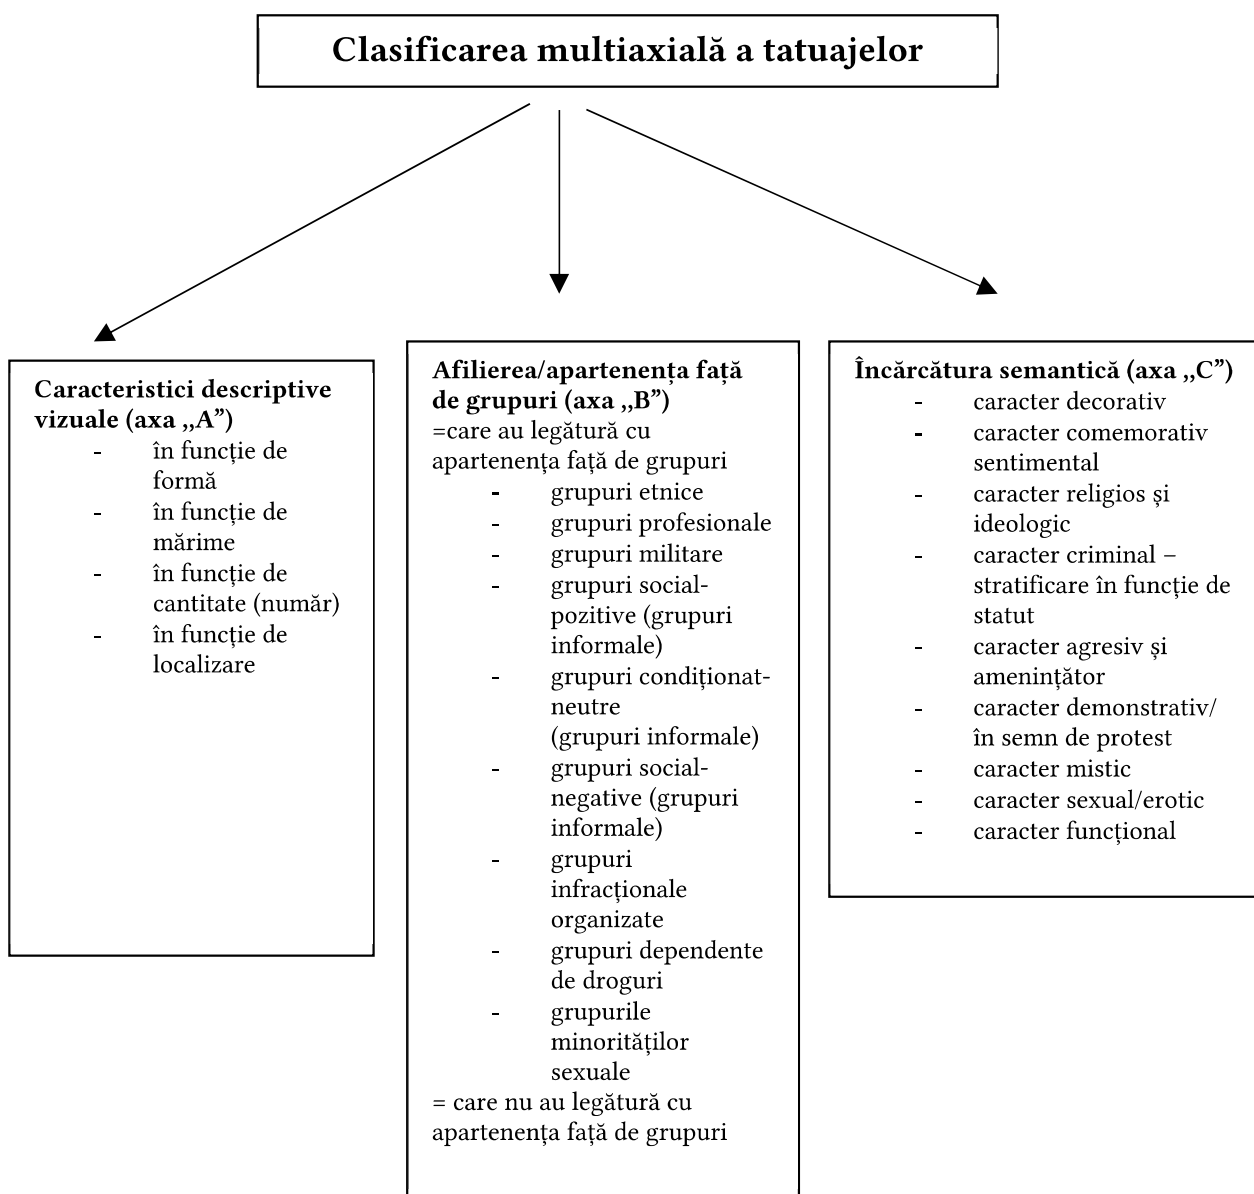 Clasificarea multiaxială a tatuajelor
Caracteristici descriptive
vizuale (axa ,,A”)
- în funcție de
formă
- în funcție de
mărime
- în funcție de
cantitate (număr)
- în funcție de
localizare
Afilierea/apartenența față
de grupuri (axa ,,B”)
=care au legătură cu
apartenența față de grupuri
- grupuri etnice
- grupuri profesionale
- grupuri militare
- grupuri social-
pozitive (grupuri
informale)
- grupuri condiționat-
neutre
(grupuri informale)
- grupuri social-
negative (grupuri
informale)
- grupuri
infracționale
organizate
- grupuri dependente
de droguri
- grupurile
minorităților
sexuale
= care nu au legătură cu
apartenența față de grupuri
Încărcătura semantică (axa ,,C”)
- caracter decorativ
- caracter comemorativ
sentimental
- caracter religios și
ideologic
- caracter criminal –
stratificare în funcție de
statut
- caracter agresiv și
amenințător
- caracter demonstrativ/
în semn de protest
- caracter mistic
- caracter sexual/erotic
- caracter funcțional